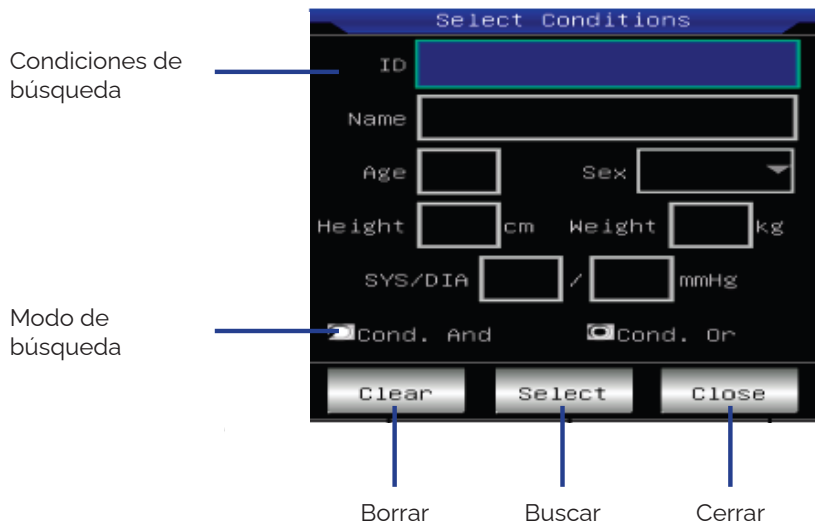 Select Conditions
Condiciones de
búsqueda
ID
Name
Age Sex
Height cm Weight kg
SYS/DIA / mmHg
Modo de
búsqueda
Cond. And Cond. Or
Clear Select Close
Borrar Buscar Cerrar